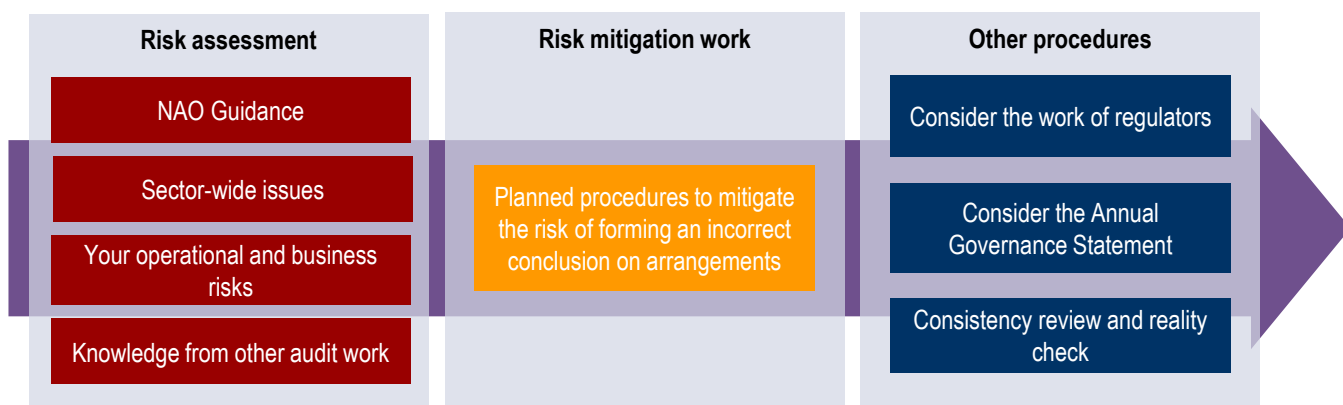 Risk assessment
NAO Guidance
Sector-wide issues
Your operational and business
risks
Knowledge from other audit work
Risk mitigation work
Planned procedures to mitigate
the risk of forming an incorrect
conclusion on arrangements
Other procedures
Consider the work of regulators
Consider the Annual
Governance Statement
Consistency review and reality
check